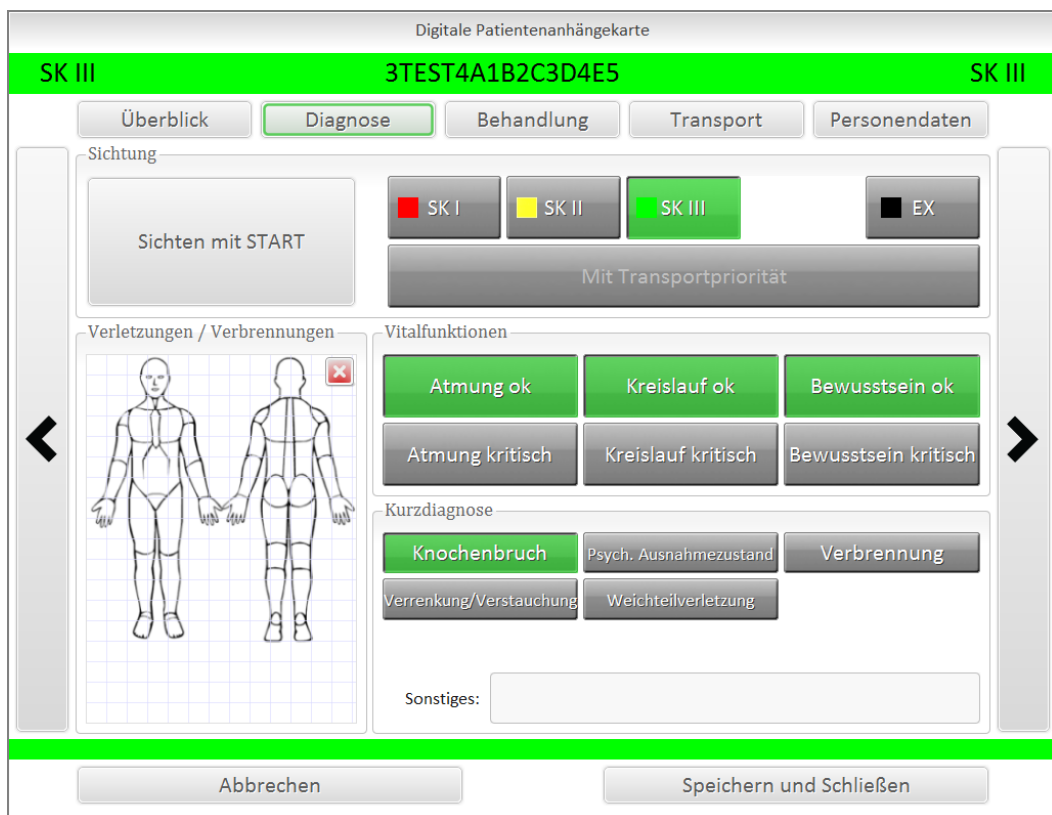 Digitale Patientenanhängekarte
SK III 3TEST4A1B2C3D4E5 SK III
Überblick Diagnose Behandlung Transport Personendaten
Sichtung
Sichten mit START
SK I SK II SK III EX
Mit Transportpriorität
Verletzungen / Verbrennungen
Vitalfunktionen
Atmung ok Kreislauf ok Bewusstsein ok
Atmung kritisch Kreislauf kritisch Bewusstsein kritisch
Kurzdiagnose
Knochenbruch Psych. Ausnahmezustand Verbrennung
Verrenkung/Verstauchung Weichteilverletzung
Sonstiges:
Abbrechen Speichern und Schließen